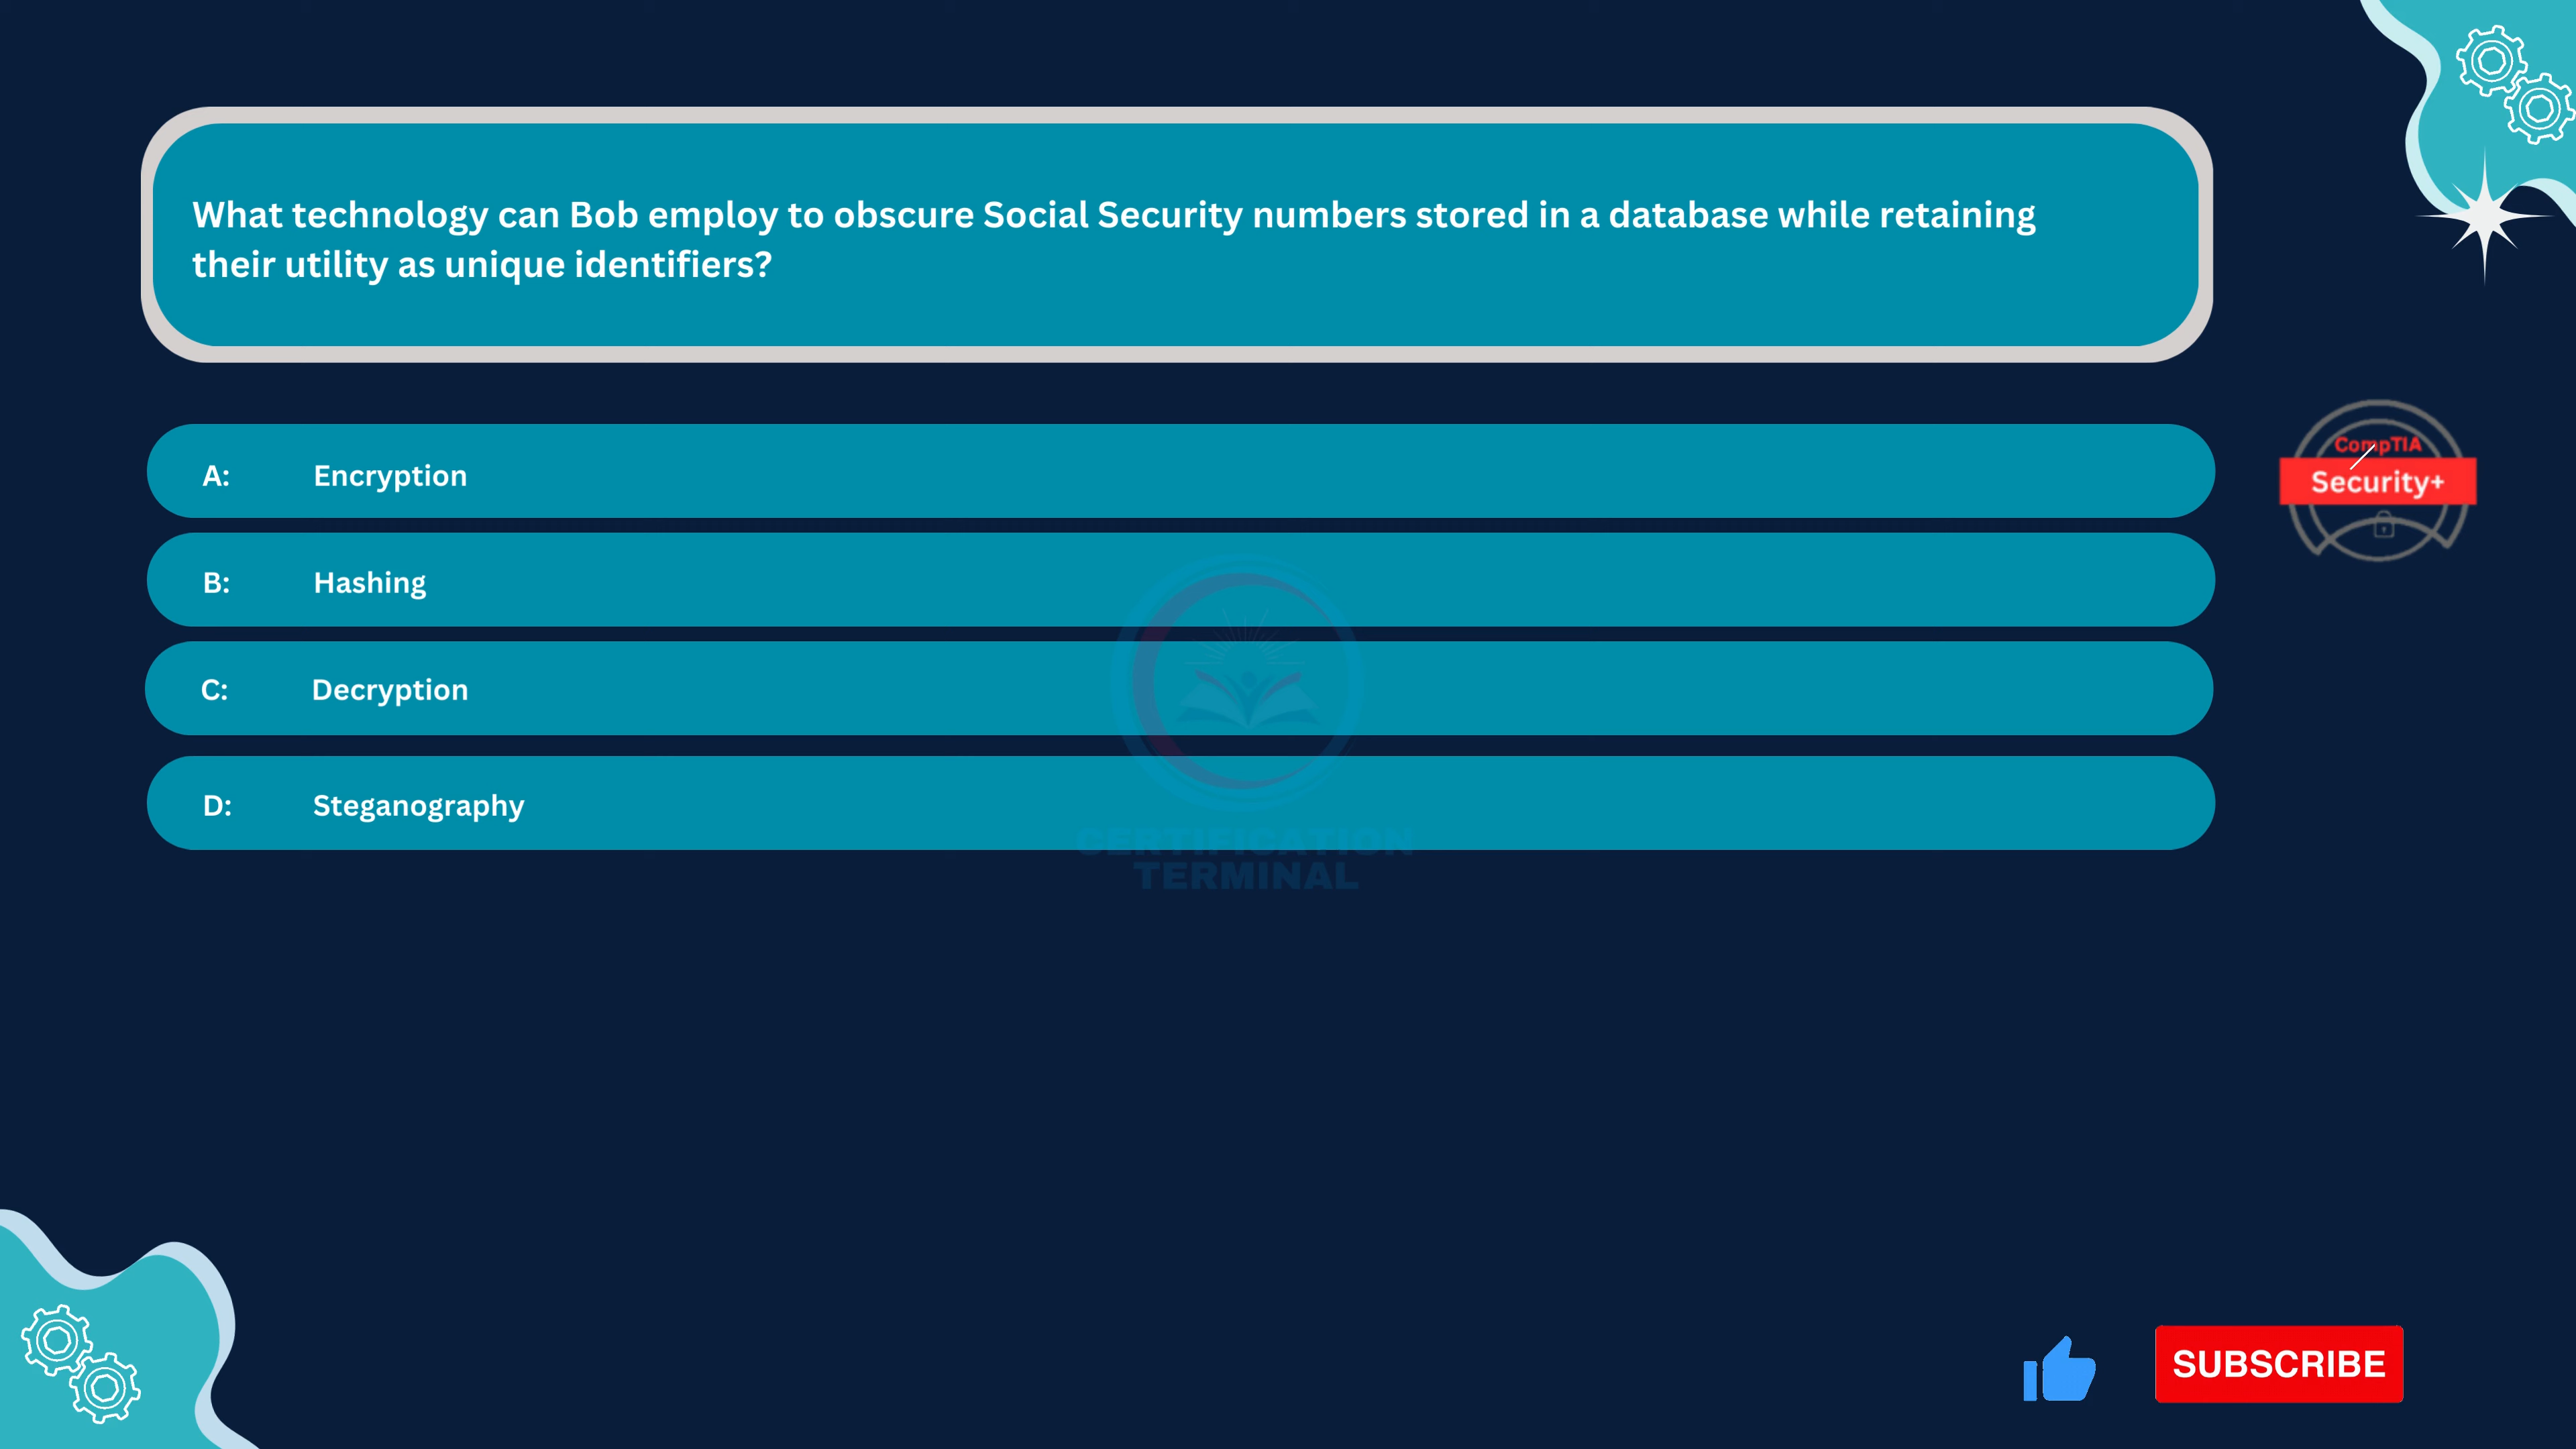 What technology can Bob employ to obscure Social Security numbers stored in a database while retaining
their utility as unique identifiers?
CompTIA
Security+
A: Encryption
B: Hashing
C: Decryption
D: Steganography
CERTIFICATION
TERMINAL
SUBSCRIBE